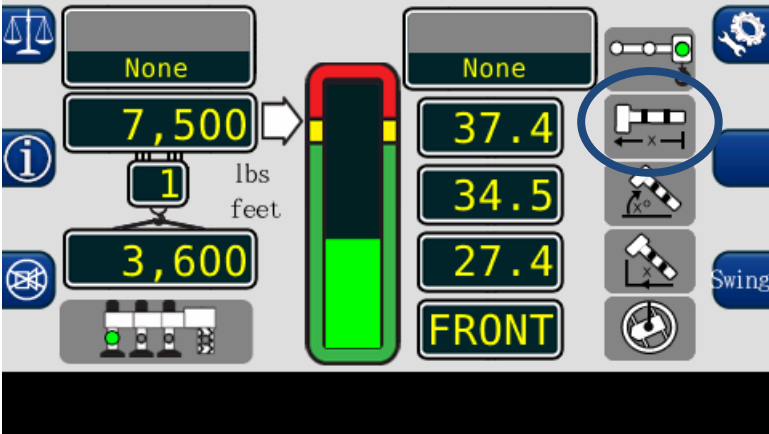 None
7,500
1
lbs
feet
3,600
None
37.4
x
34.5
x°
27.4
x
FRONT
Swing
i